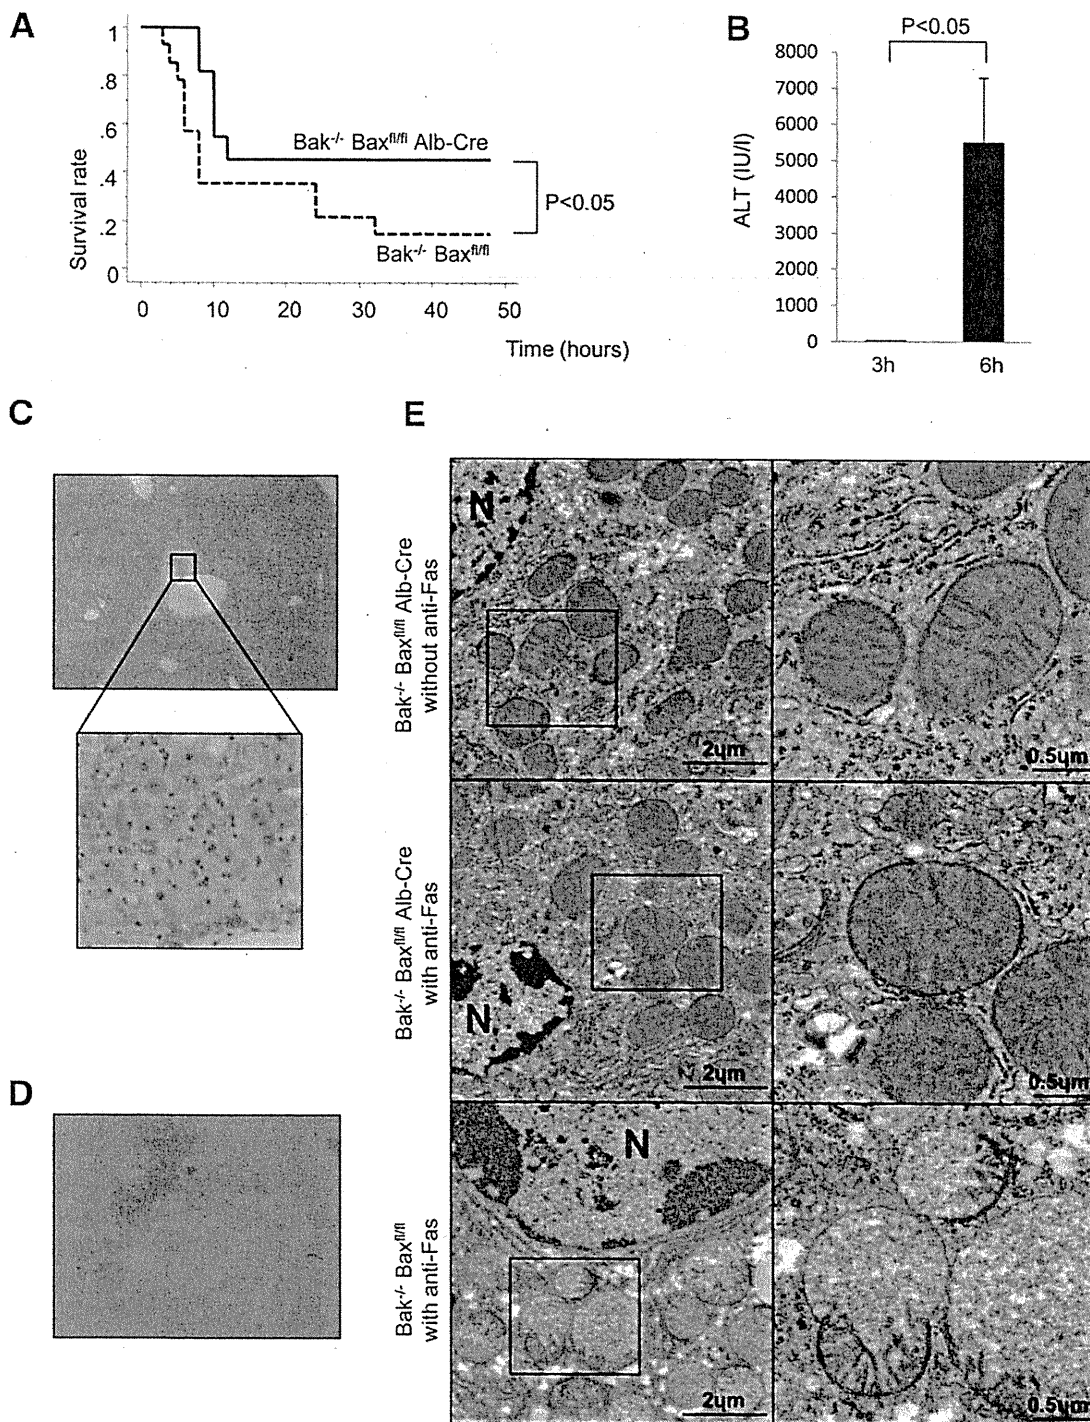 A
1
.8
.6
.4
.2
0
Survival rate
Bak-/- Baxfl/fl Alb-Cre
P<0.05
Bak-/- Baxfl/fl
0 10 20 30 40 50
Time (hours)
B
P<0.05
8000
7000
6000
5000
4000
3000
2000
1000
0
ALT (IU/l)
3h 6h
C
D
E
Bak-/- Baxfl/fl Alb-Cre
without anti-Fas
N
2μm
0.5μm
Bak-/- Baxfl/fl Alb-Cre
with anti-Fas
N
2μm
0.5μm
Bak-/- Baxfl/fl
with anti-Fas
N
2μm
0.5μm